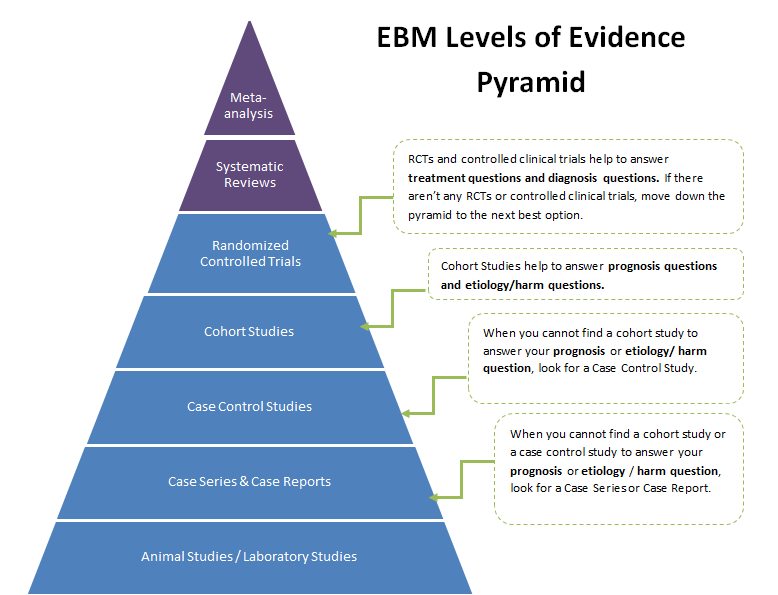 EBM Levels of Evidence
Pyramid
Meta-
analysis
Systematic
Reviews
RCTs and controlled clinical trials help to answer
treatment questions and diagnosis questions. If there
aren’t any RCTs or controlled clinical trials, move down the
pyramid to the next best option.
Randomized
Controlled Trials
Cohort Studies help to answer prognosis questions
and etiology/harm questions.
Cohort Studies
When you cannot find a cohort study to
answer your prognosis or etiology/ harm
question, look for a Case Control Study.
Case Control Studies
When you cannot find a cohort study or
a case control study to answer your
prognosis or etiology / harm question,
look for a Case Series or Case Report.
Case Series & Case Reports
Animal Studies / Laboratory Studies